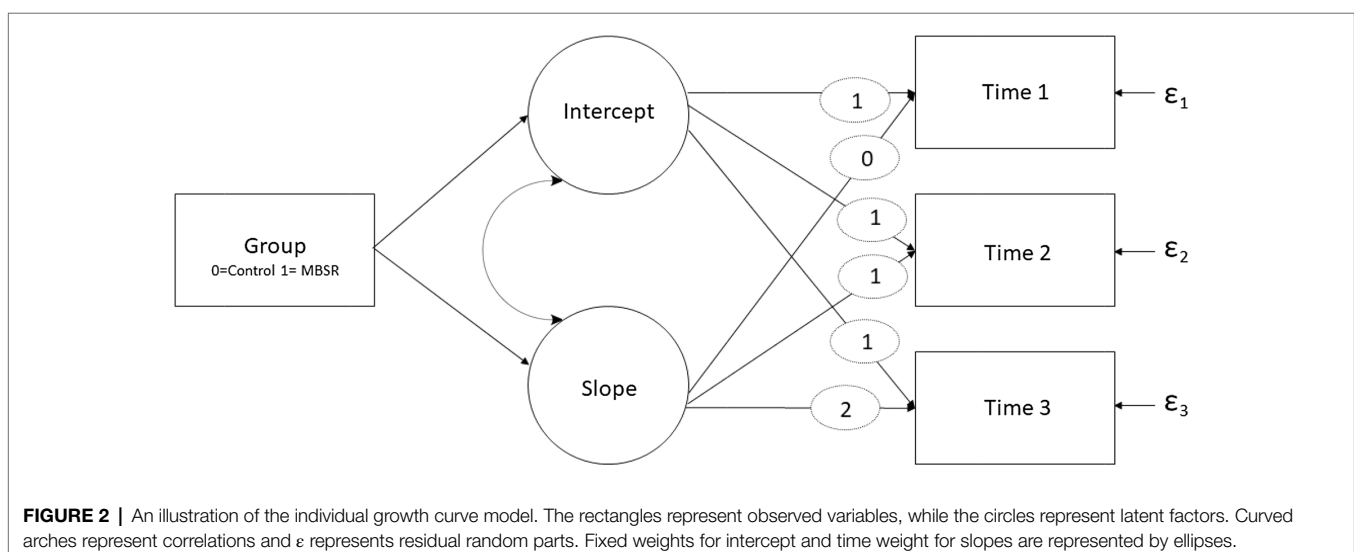 Intercept
Slope
Group
0=Control 1= MBSR
1
0
1
1
1
2
Time 1
Time 2
Time 3
ε₁
ε₂
ε₃
FIGURE 2 | An illustration of the individual growth curve model. The rectangles represent observed variables, while the circles represent latent factors. Curved
arches represent correlations and ε represents residual random parts. Fixed weights for intercept and time weight for slopes are represented by ellipses.